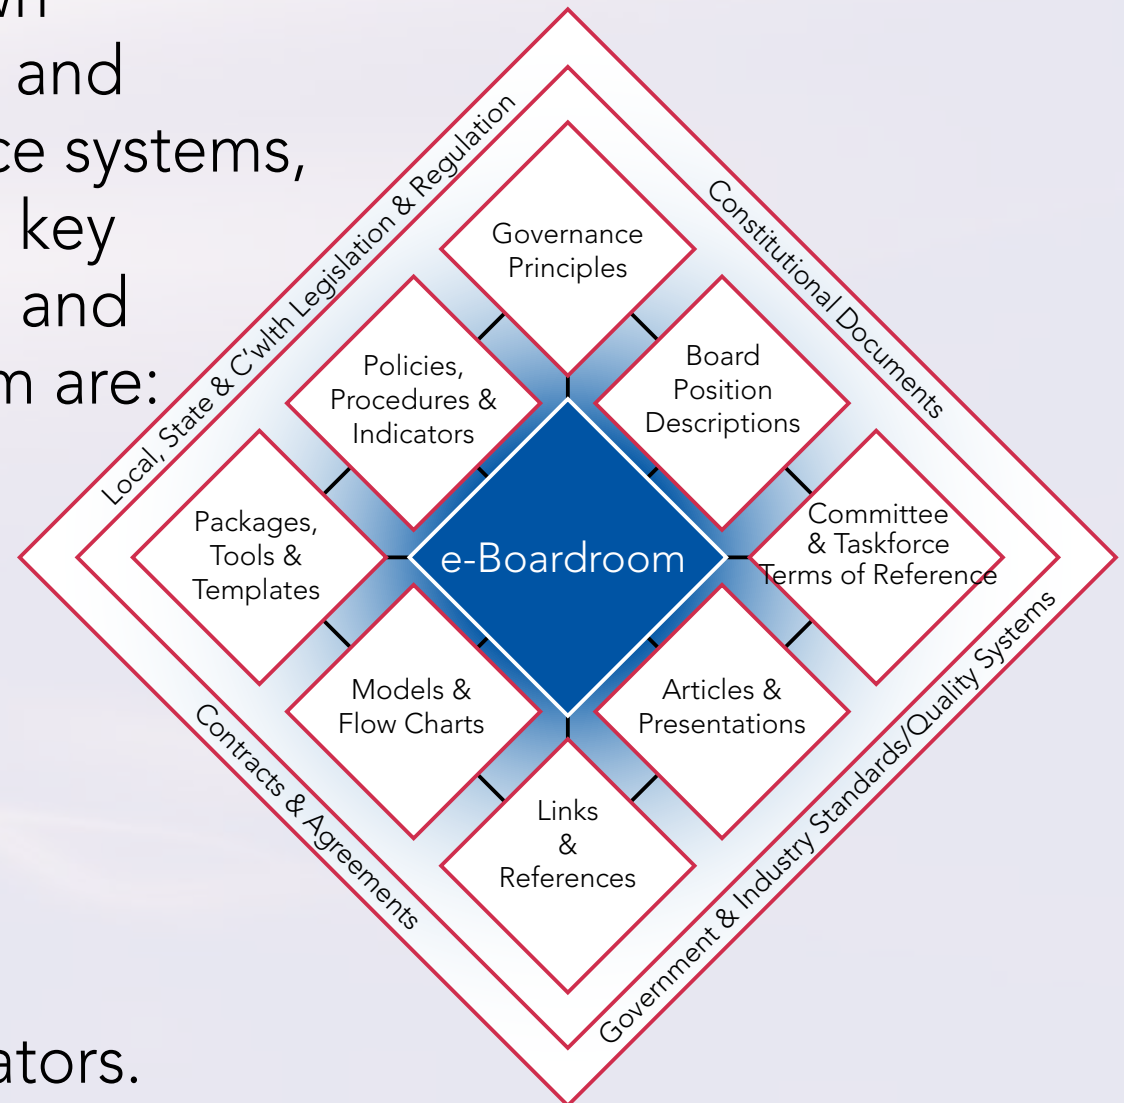 and
systems,
key
and
are:
Local, State & C'wlth Legislation & Regulation
Constitutional Documents
Governance
Principles
Policies,
Procedures &
Indicators
Board
Position
Descriptions
Packages,
Tools &
Templates
e-Boardroom
Committee
& Taskforce
Terms of Reference
Models &
Flow Charts
Articles &
Presentations
Links
&
References
Contracts & Agreements
Government & Industry Standards/Quality Systems